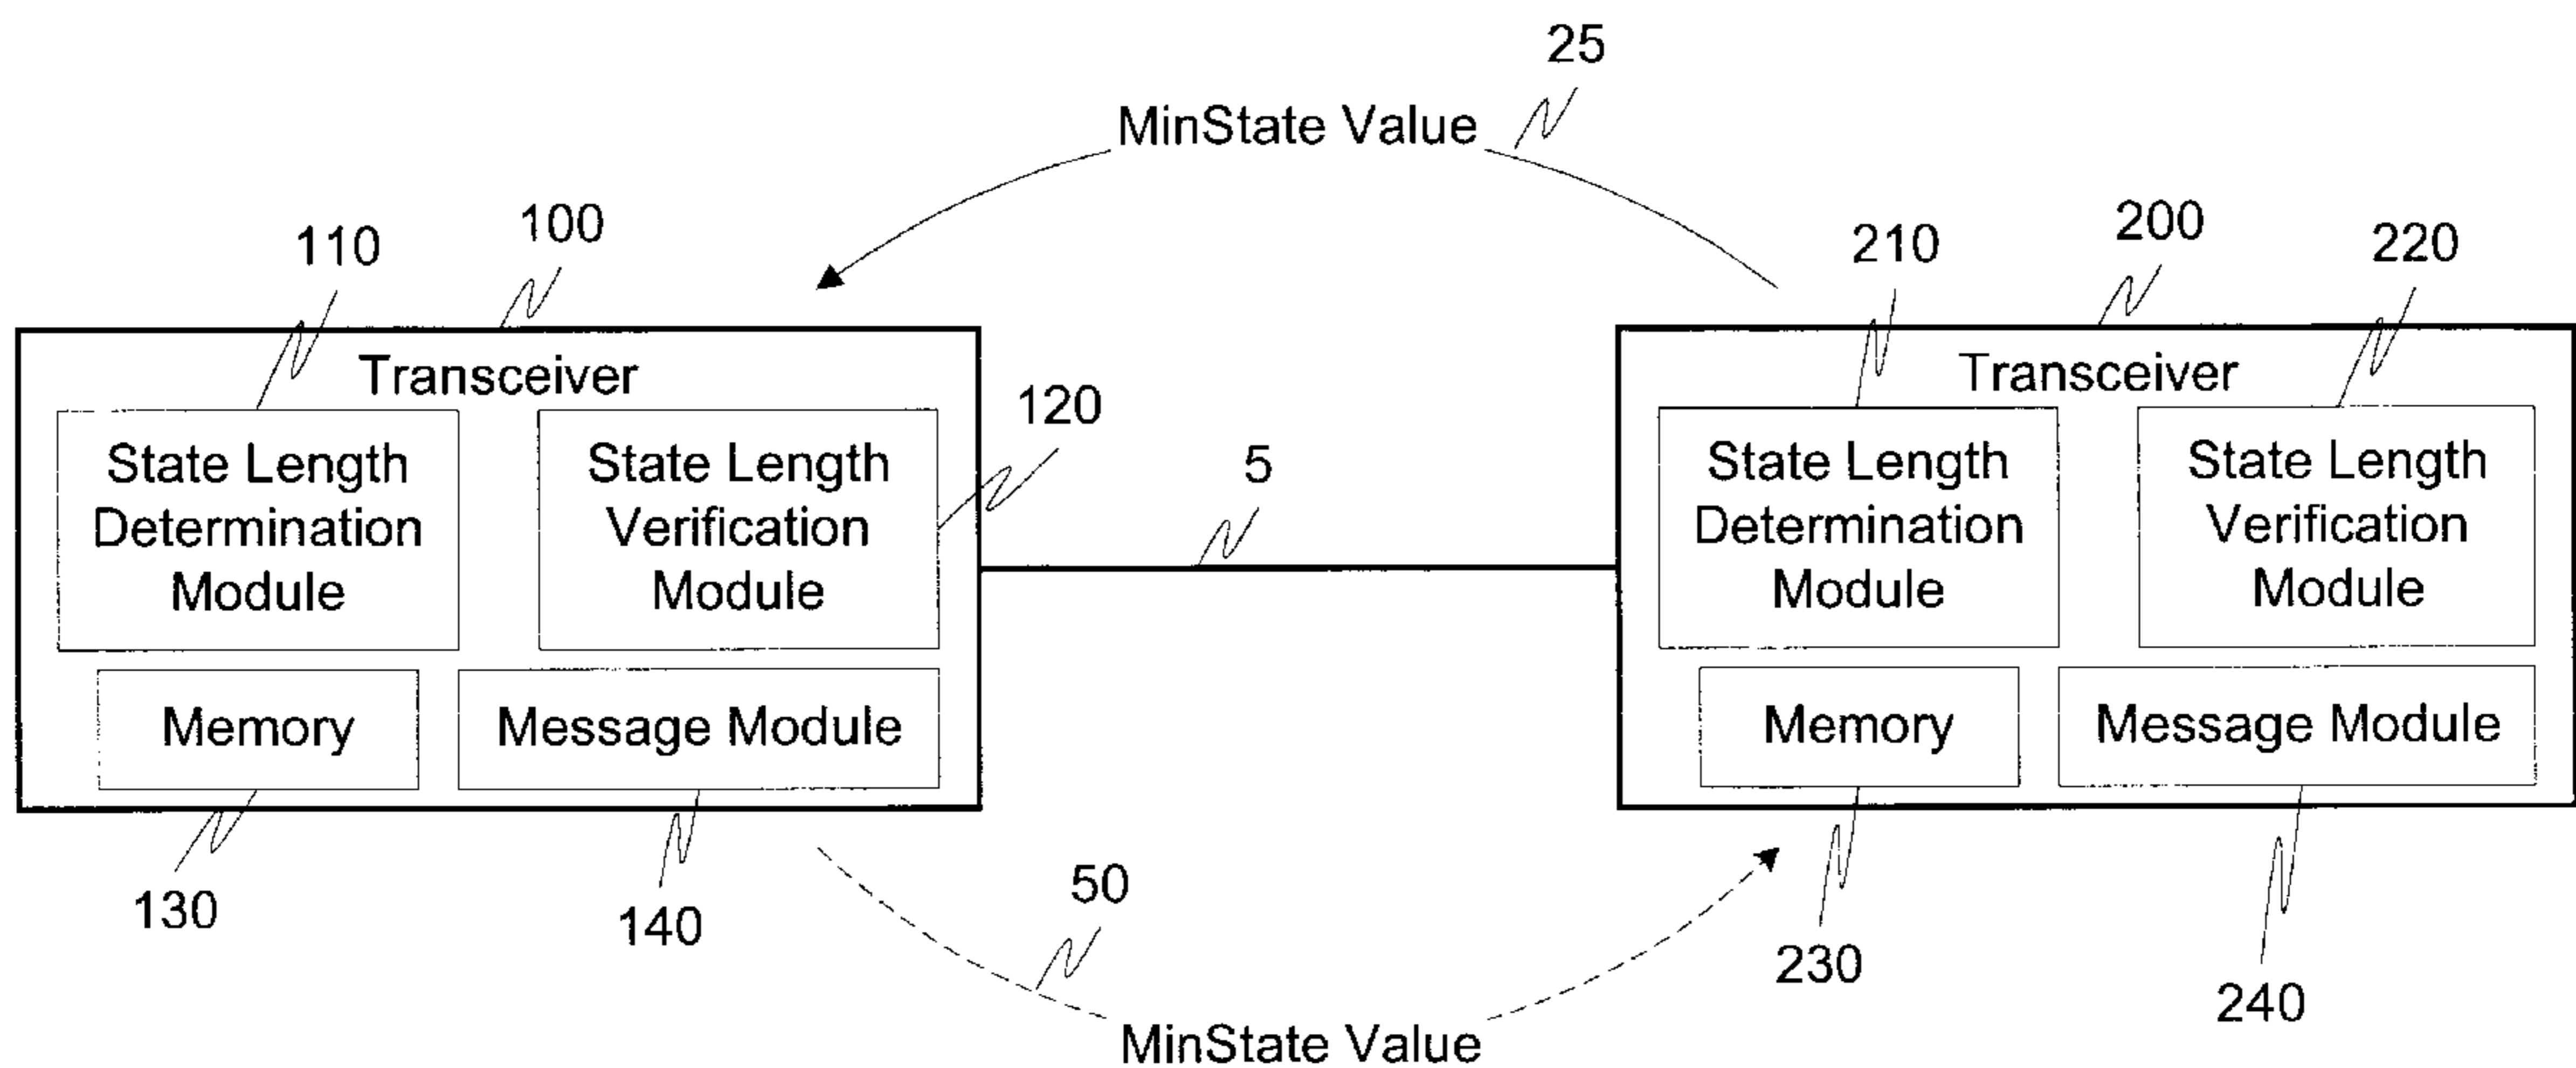 25
MinState Value
100
110
200
210
220
Transceiver
Transceiver
120
State Length
Determination
Module
State Length
Verification
Module
5
State Length
Determination
Module
State Length
Verification
Module
Memory
Message Module
Memory
Message Module
130
140
50
230
240
MinState Value